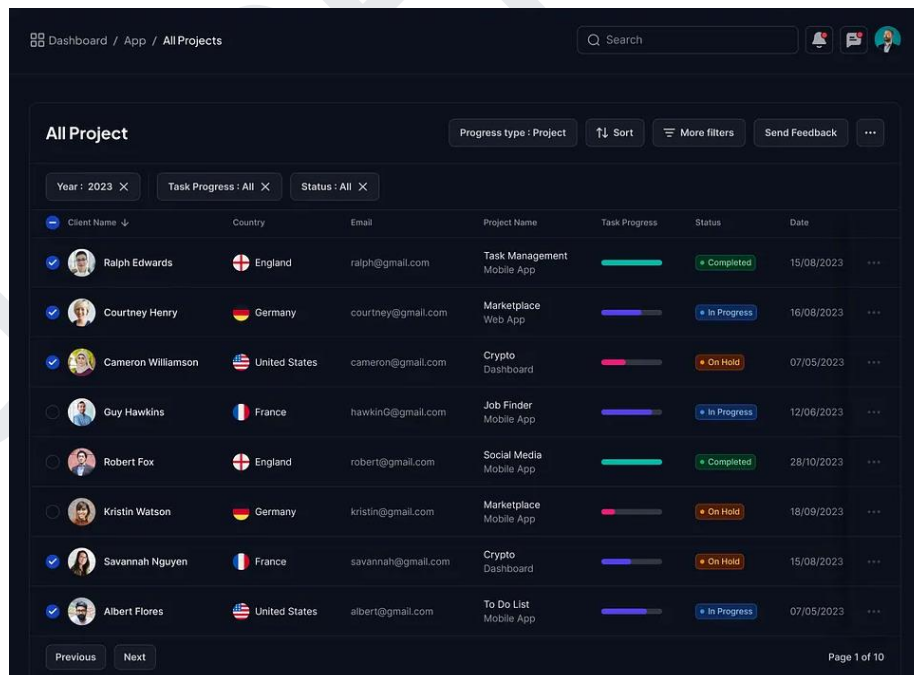 Dashboard / App / All Projects
Search
All Project
Progress type : Project
Sort
More filters
Send Feedback
Year : 2023
Task Progress : All
Status : All
Client Name Country Email Project Name Task Progress Status Date
Ralph Edwards England ralph@gmail.com Task Management Completed 15/08/2023
Mobile App
Courtney Henry Germany courtney@gmail.com Marketplace In Progress 16/08/2023
Web App
Cameron Williamson United States cameron@gmail.com Crypto On Hold 07/05/2023
Dashboard
Guy Hawkins France hawkinG@gmail.com Job Finder In Progress 12/06/2023
Mobile App
Robert Fox England robert@gmail.com Social Media Completed 28/10/2023
Mobile App
Kristin Watson Germany kristin@gmail.com Marketplace On Hold 18/09/2023
Mobile App
Savannah Nguyen France savannah@gmail.com Crypto On Hold 15/08/2023
Dashboard
Albert Flores United States albert@gmail.com To Do List In Progress 07/05/2023
Mobile App
Previous
Next
Page 1 of 10